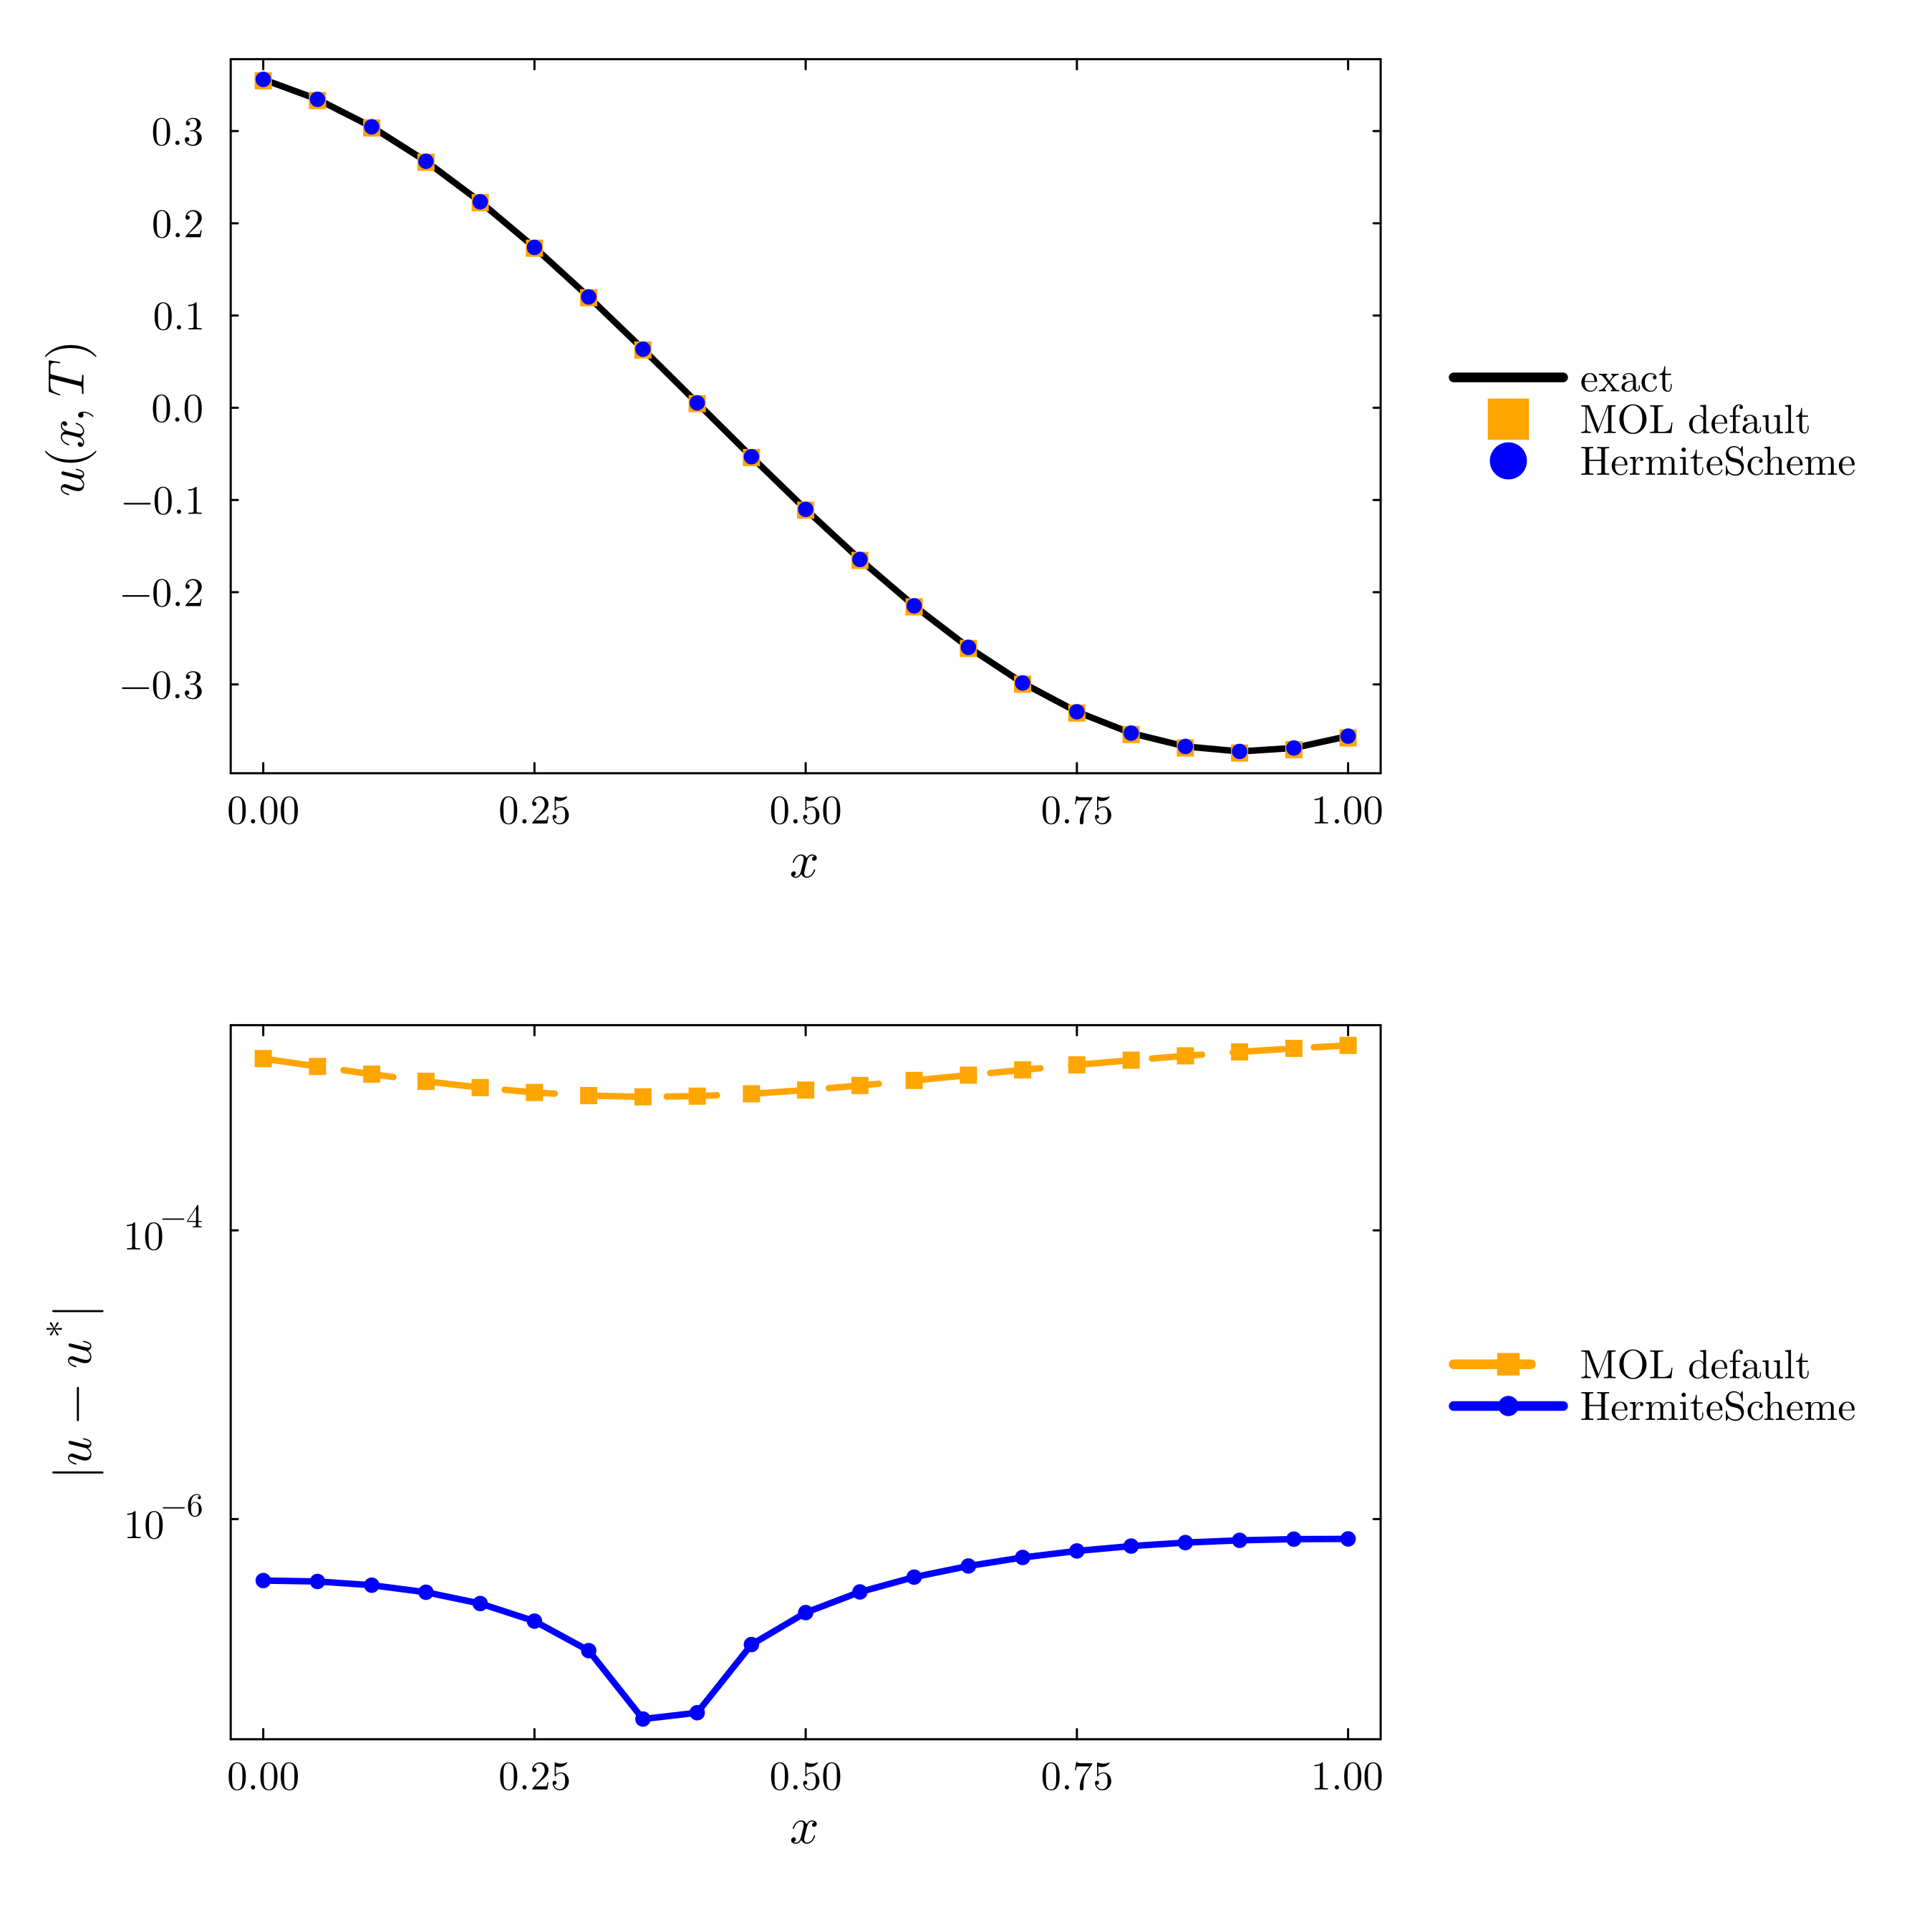 u(x, T)
0.3
0.2
0.1
0.0
−0.1
−0.2
−0.3
0.00 0.25 0.50 0.75 1.00
x
exact
MOL default
HermiteScheme
|u − u*|
10⁻⁴
10⁻⁶
0.00 0.25 0.50 0.75 1.00
x
MOL default
HermiteScheme